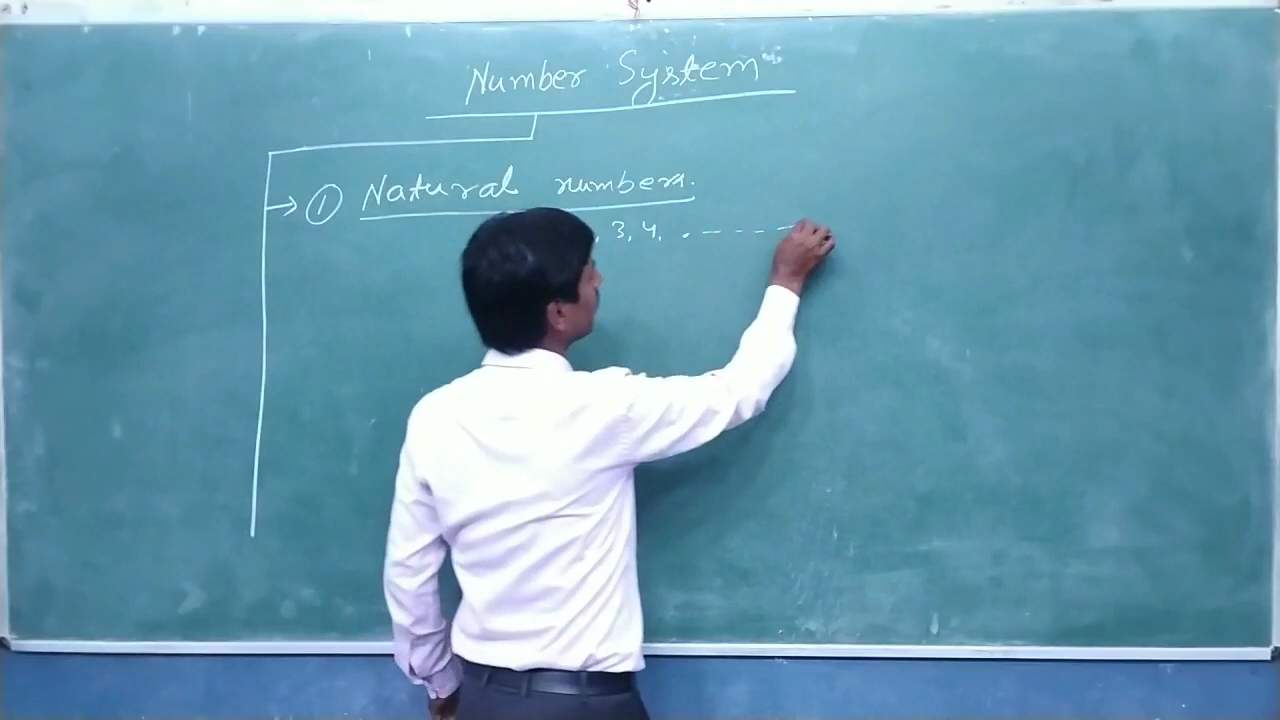 Number System
① Natural numbers.
, 3, 4, . - - - -